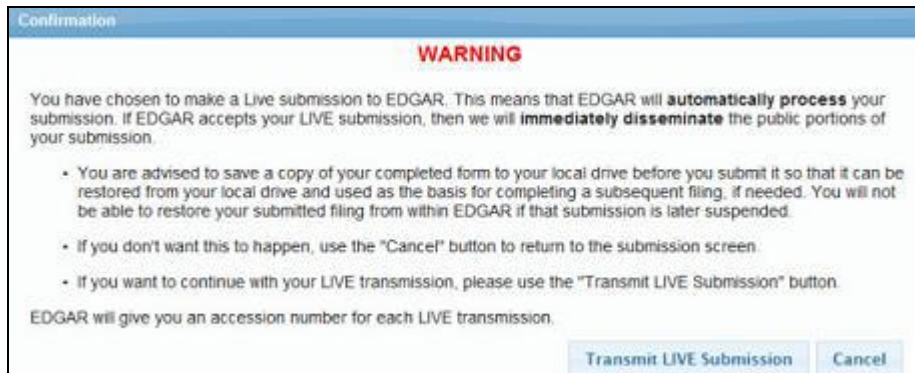 Confirmation
WARNING
You have chosen to make a Live submission to EDGAR. This means that EDGAR will automatically process your
submission. If EDGAR accepts your LIVE submission, then we will immediately disseminate the public portions of
your submission.
• You are advised to save a copy of your completed form to your local drive before you submit it so that it can be
restored from your local drive and used as the basis for completing a subsequent filing, if needed. You will not
be able to restore your submitted filing from within EDGAR if that submission is later suspended.
• If you don't want this to happen, use the "Cancel" button to return to the submission screen.
• If you want to continue with your LIVE transmission, please use the "Transmit LIVE Submission" button.
EDGAR will give you an accession number for each LIVE transmission.
Transmit LIVE Submission Cancel